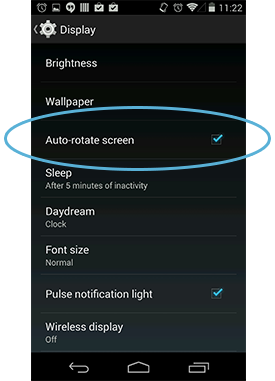 11:22
Display
Brightness
Wallpaper
Auto-rotate screen
Sleep
After 5 minutes of inactivity
Daydream
Clock
Font size
Normal
Pulse notification light
Wireless display
Off